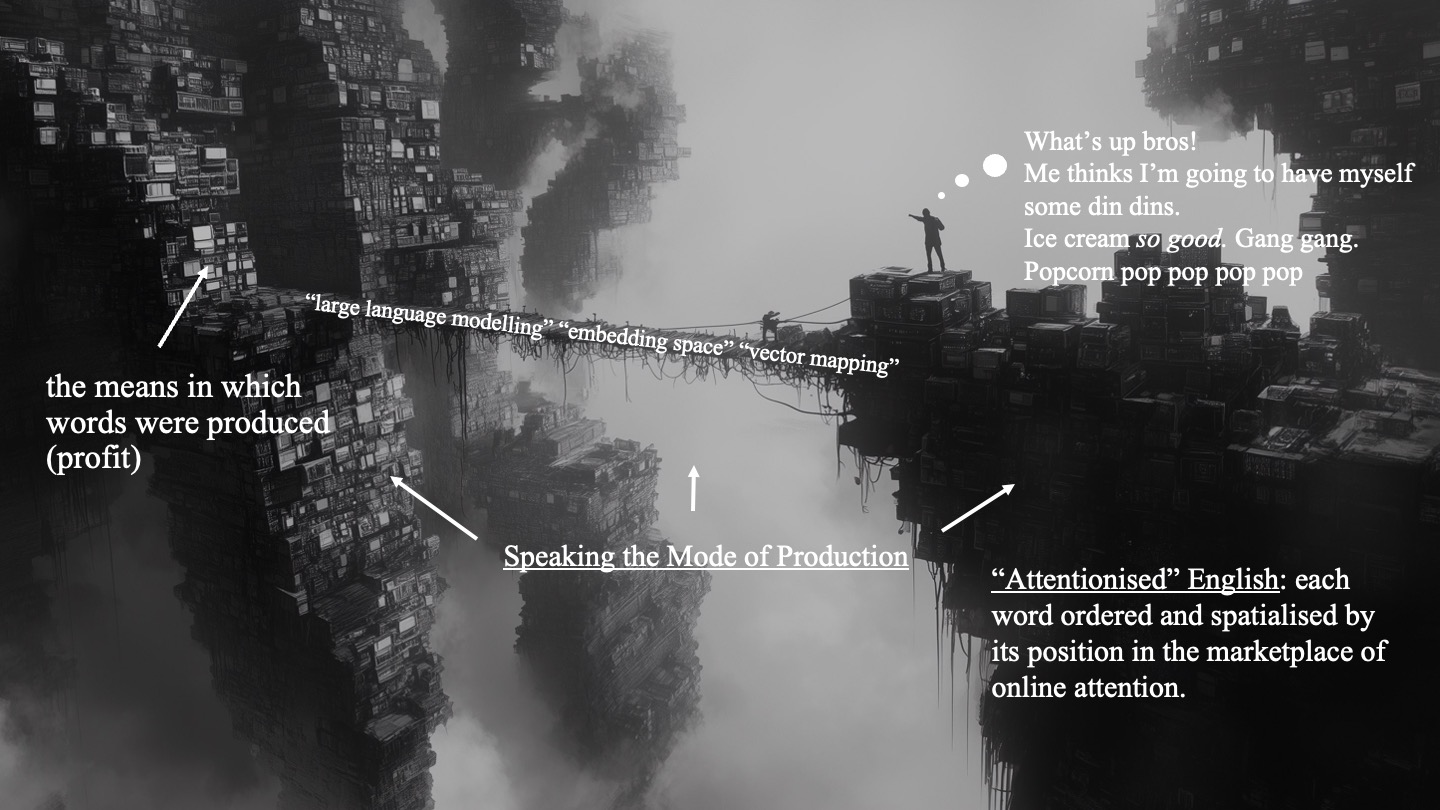 What’s up bros!
Me thinks I’m going to have myself
some din dins.
Ice cream so good. Gang gang.
Popcorn pop pop pop pop
“large language modelling” “embedding space” “vector mapping”
the means in which
words were produced
(profit)
Speaking the Mode of Production
“Attentionised” English: each
word ordered and spatialised by
its position in the marketplace of
online attention.